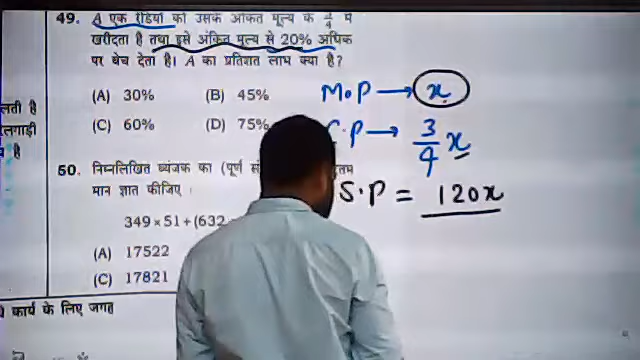 49. A एक रेडियो को उसके अंकित मूल्य के 3/4 में
खरीदता है तथा इसे अंकित मूल्य से 20% अधिक
पर बेच देता है। A का प्रतिशत लाभ क्या है?
(A) 30% (B) 45%
(C) 60% (D) 75%
50. निम्नलिखित व्यंजक का (पूर्ण
मान ज्ञात कीजिए
349 × 51 + (632
(A) 17522
(C) 17821
लती है
लगाड़ी
है
कार्य के लिए जगह
M.P → x
C.P → 3/4 x
S.P = 120x